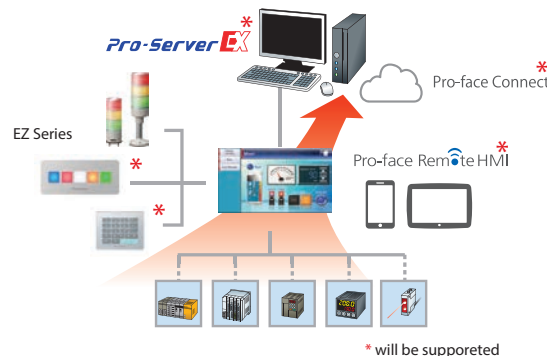 Pro-Server EX*
Pro-face Connect*
EZ Series
*
Pro-face Remote HMI*
*
* will be supporeted